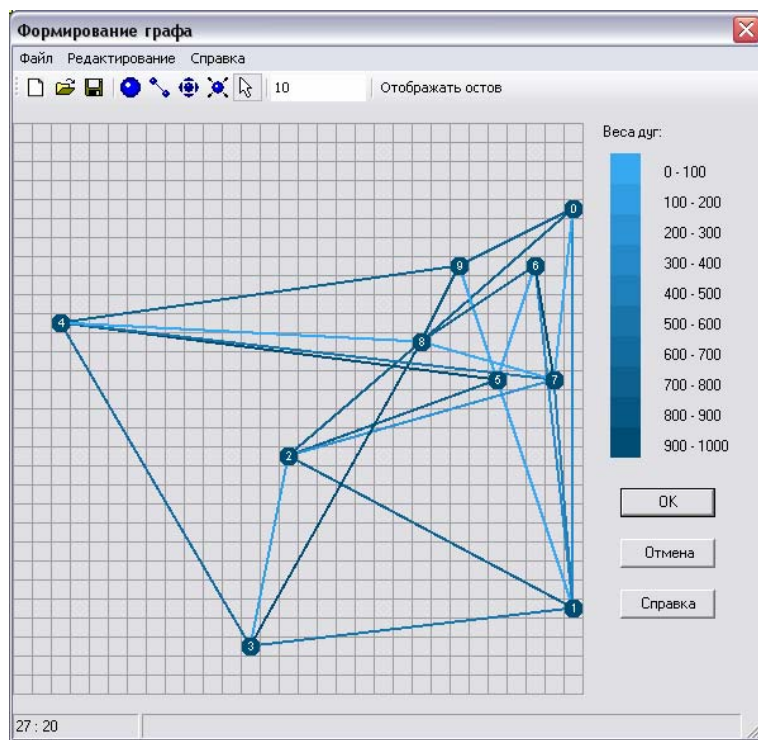 Формирование графа
Файл Редактирование Справка
10 Отображать остов
Веса дуг:
0 - 100
100 - 200
200 - 300
300 - 400
400 - 500
500 - 600
600 - 700
700 - 800
800 - 900
900 - 1000
0
9 6
4
8
5 7
2
1
3
OK
Отмена
Справка
27 : 20